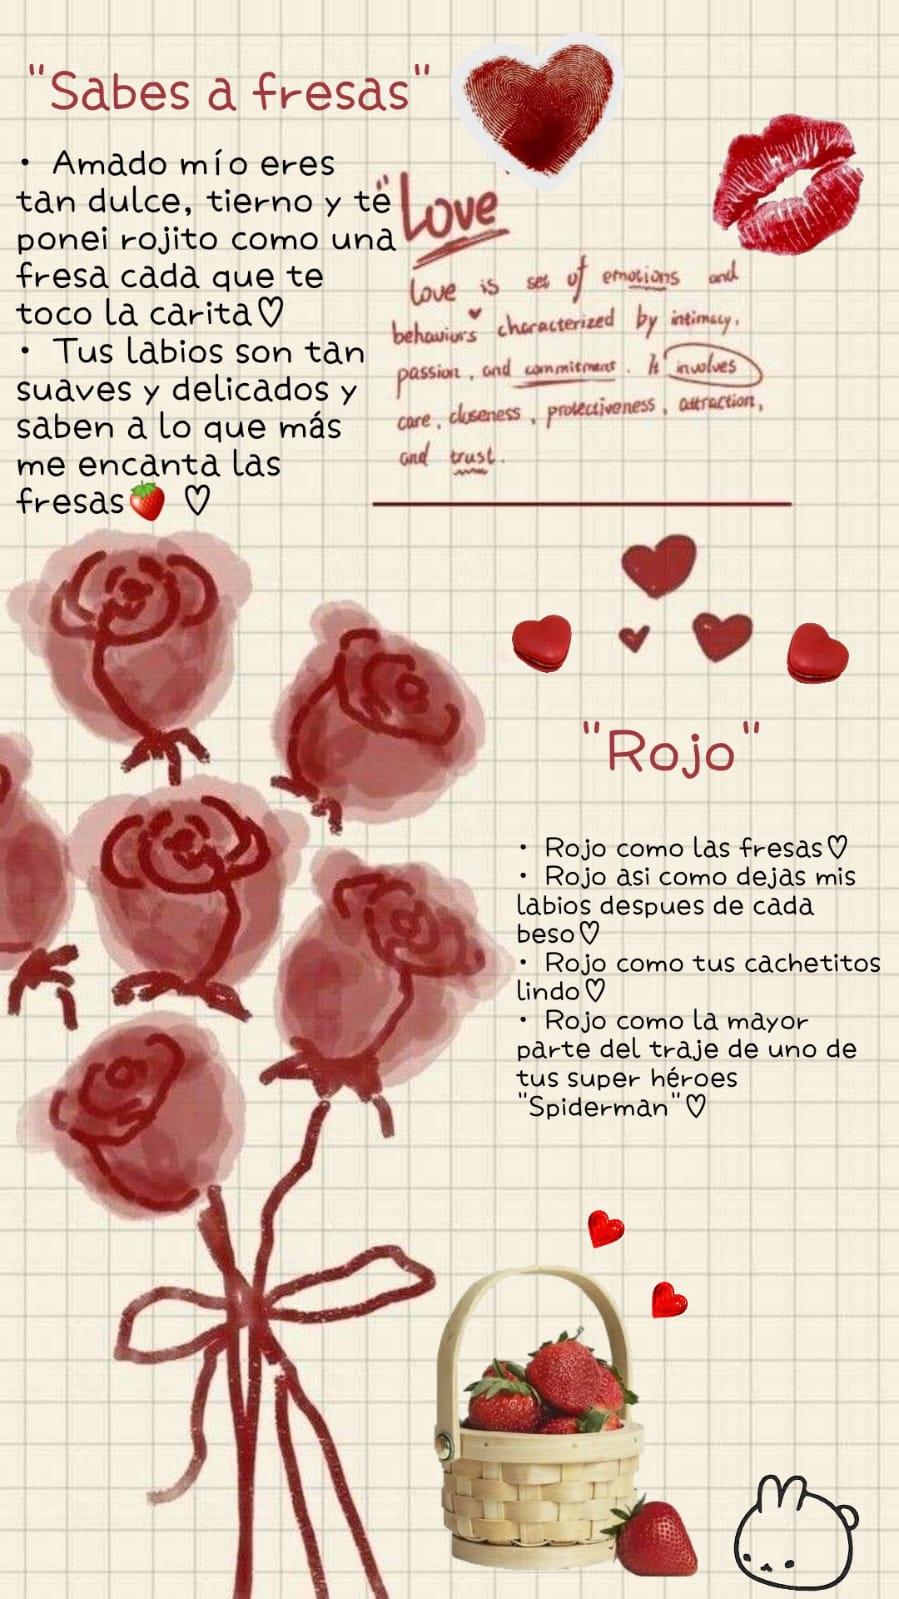 "Sabes a fresas"
• Amado mío eres
tan dulce, tierno y te
ponei rojito como una
fresa cada que te
toco la carita♡
• Tus labios son tan
suaves y delicados y
saben a lo que más
me encanta las
fresas🍓 ♡
"Love"
Love is set of emotions and
behaviors characterized by intimacy,
passion, and commitment. It involves
care, closeness, protectiveness, attraction,
and trust.
"Rojo"
• Rojo como las fresas♡
• Rojo asi como dejas mis
labios despues de cada
beso♡
• Rojo como tus cachetitos
lindo♡
• Rojo como la mayor
parte del traje de uno de
tus super héroes
"Spiderman"♡